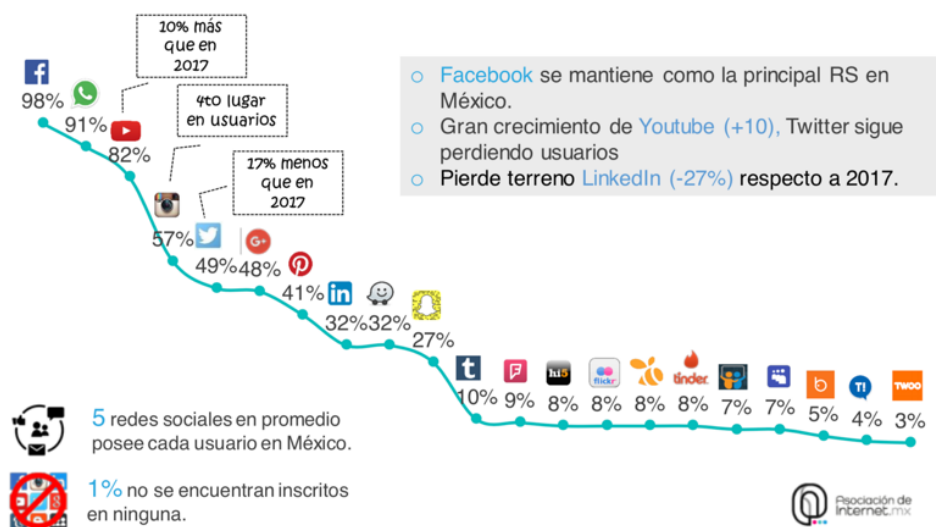 10% más
que en
2017
4to lugar
en usuarios
17% menos
que en
2017
Facebook se mantiene como la principal RS en
México.
Gran crecimiento de Youtube (+10), Twitter sigue
perdiendo usuarios
Pierde terreno LinkedIn (-27%) respecto a 2017.
98%
91%
82%
57%
49%
G+
48%
41%
in
32%
32%
27%
t
10%
9%
hi5
8%
flickr
8%
8%
tinder
8%
7%
7%
b
5%
T!
4%
TWOO
3%
5 redes sociales en promedio
posee cada usuario en México.
1% no se encuentran inscritos
en ninguna.
Asociación de
Internet.mx